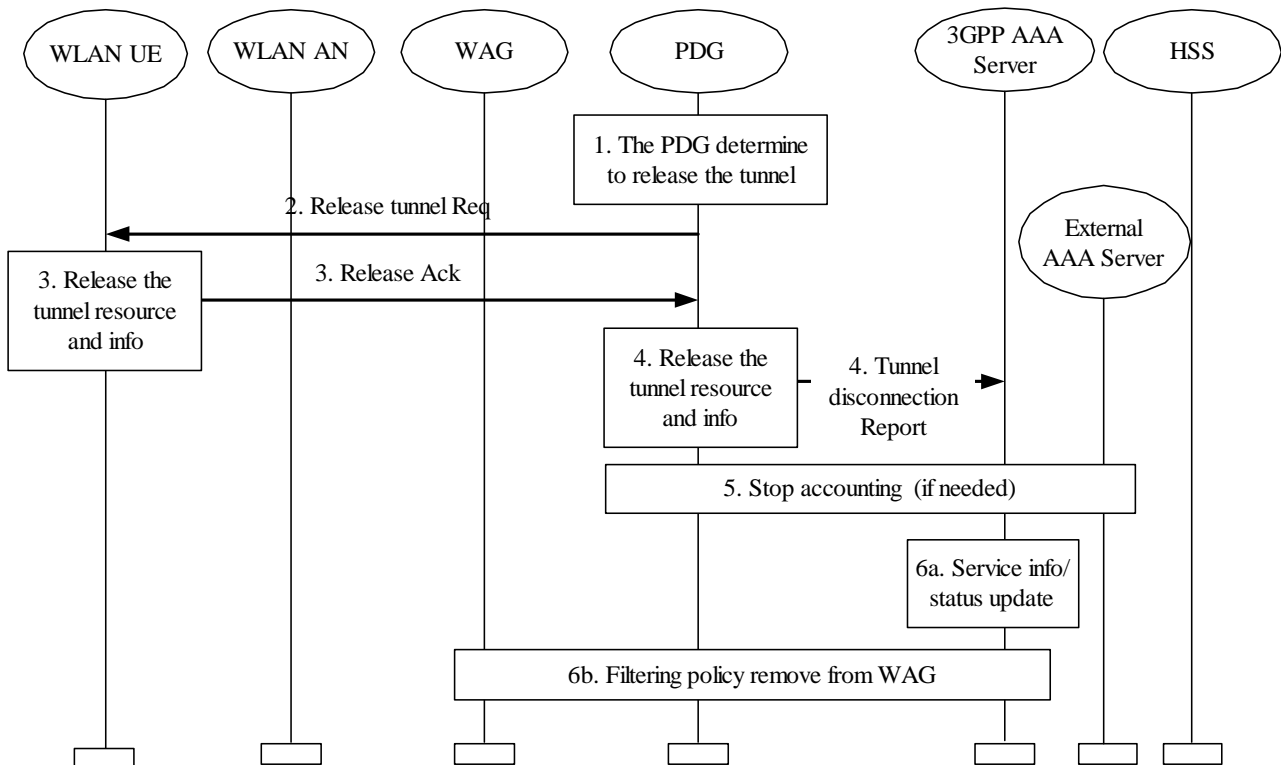 WLAN UE
WLAN AN
WAG
PDG
3GPP AAA
Server
HSS
1. The PDG determine
to release the tunnel
2. Release tunnel Req
External
AAA Server
3. Release the
tunnel resource
and info
3. Release Ack
4. Release the
tunnel resource
and info
4. Tunnel
disconnection
Report
5. Stop accounting (if needed)
6a. Service info/
status update
6b. Filtering policy remove from WAG